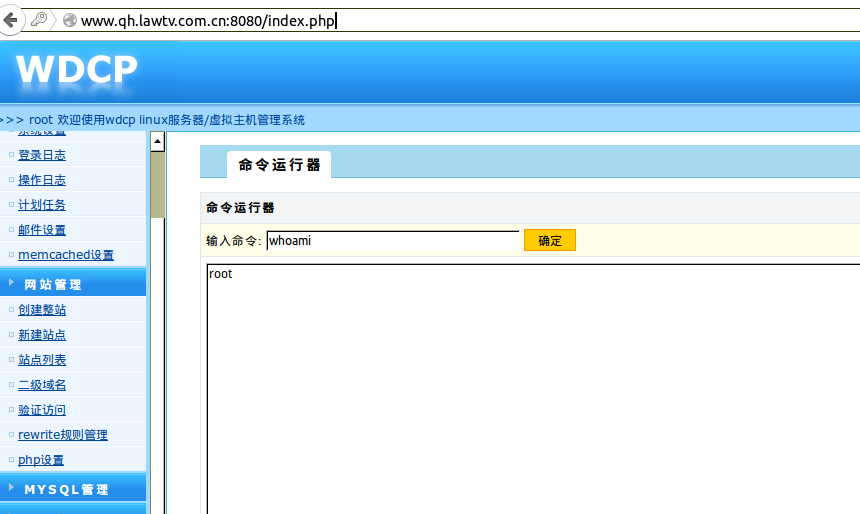 www.qh.lawtv.com.cn:8080/index.php
WDCP
>>> root 欢迎使用wdcp linux服务器/虚拟主机管理系统
系统设置
登录日志
操作日志
计划任务
邮件设置
memcached设置
网站管理
创建整站
新建站点
站点列表
二级域名
验证访问
rewrite规则管理
php设置
MYSQL管理
命令运行器
命令运行器
输入命令: whoami 确定
root